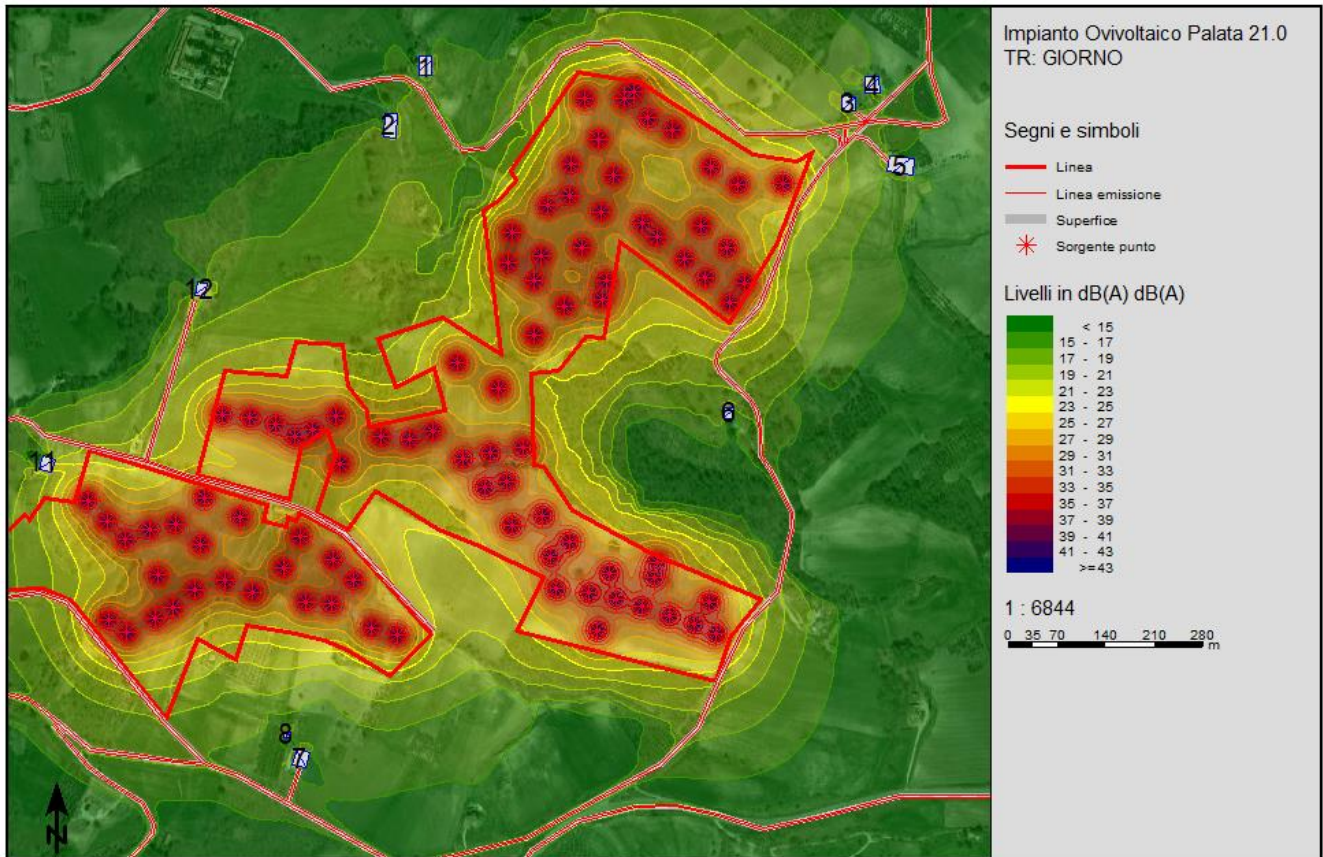 Impianto Ovivoltaico Palata 21.0
TR: GIORNO
Segni e simboli
Linea
Linea emissione
Superfice
Sorgente punto
Livelli in dB(A) dB(A)
< 15
15 - 17
17 - 19
19 - 21
21 - 23
23 - 25
25 - 27
27 - 29
29 - 31
31 - 33
33 - 35
35 - 37
37 - 39
39 - 41
41 - 43
>= 43
1 : 6844
0 35 70 140 210 280
m
1
2
3
4
5
12
6
11
8
7
N